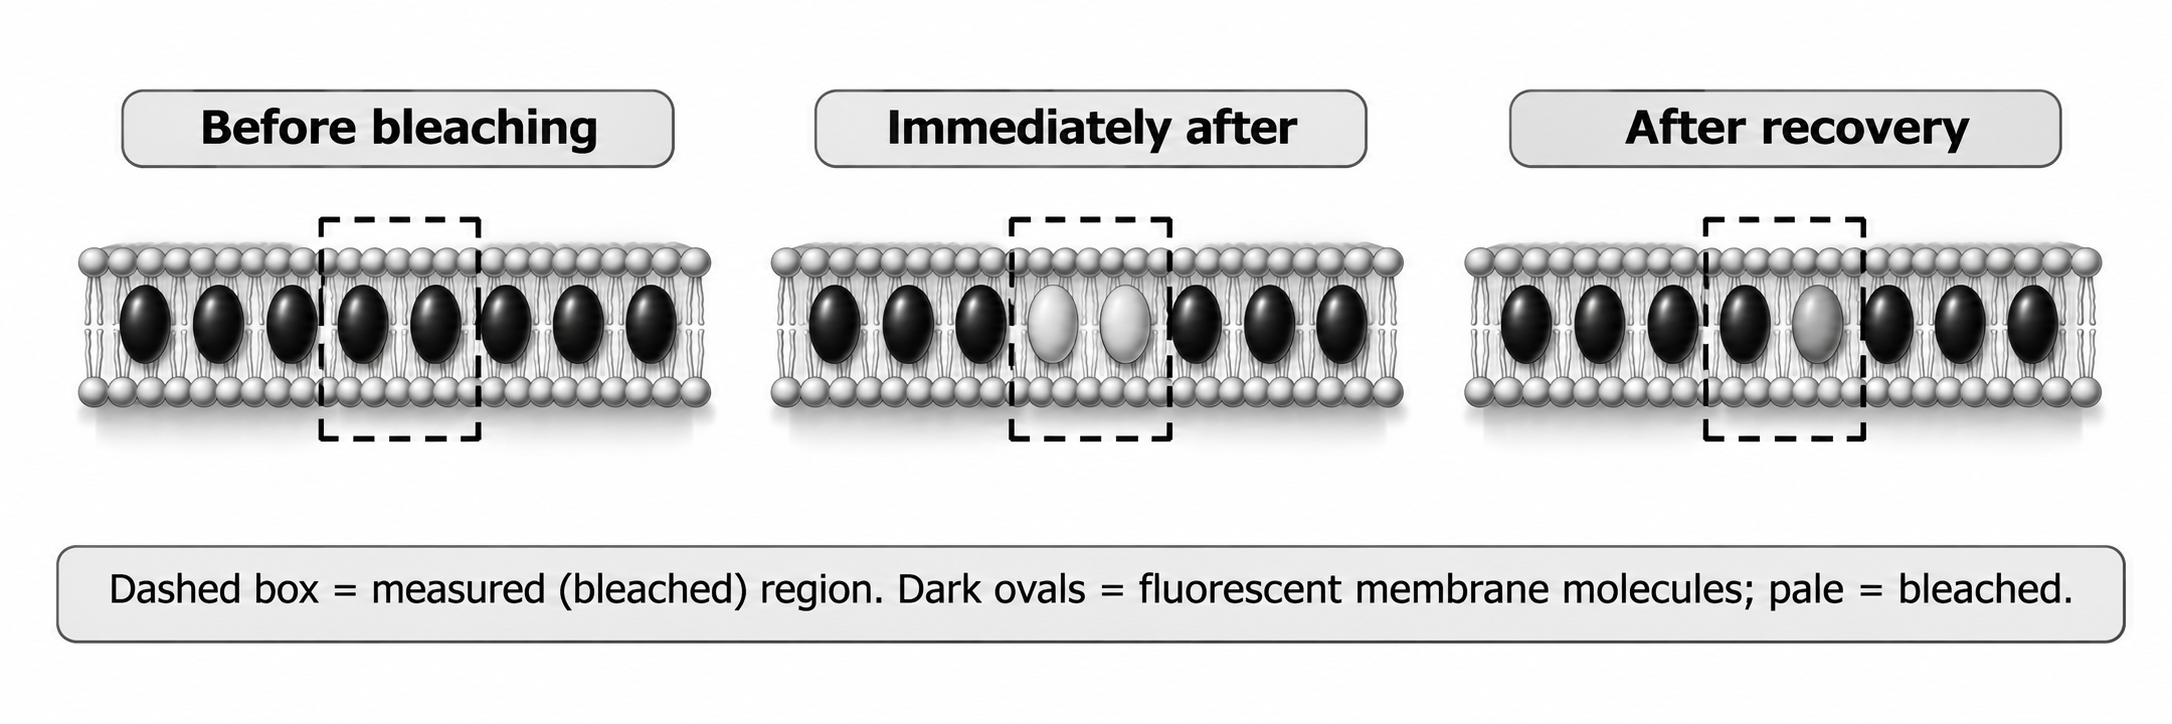 Before bleaching
Immediately after
After recovery
Dashed box = measured (bleached) region. Dark ovals = fluorescent membrane molecules; pale = bleached.